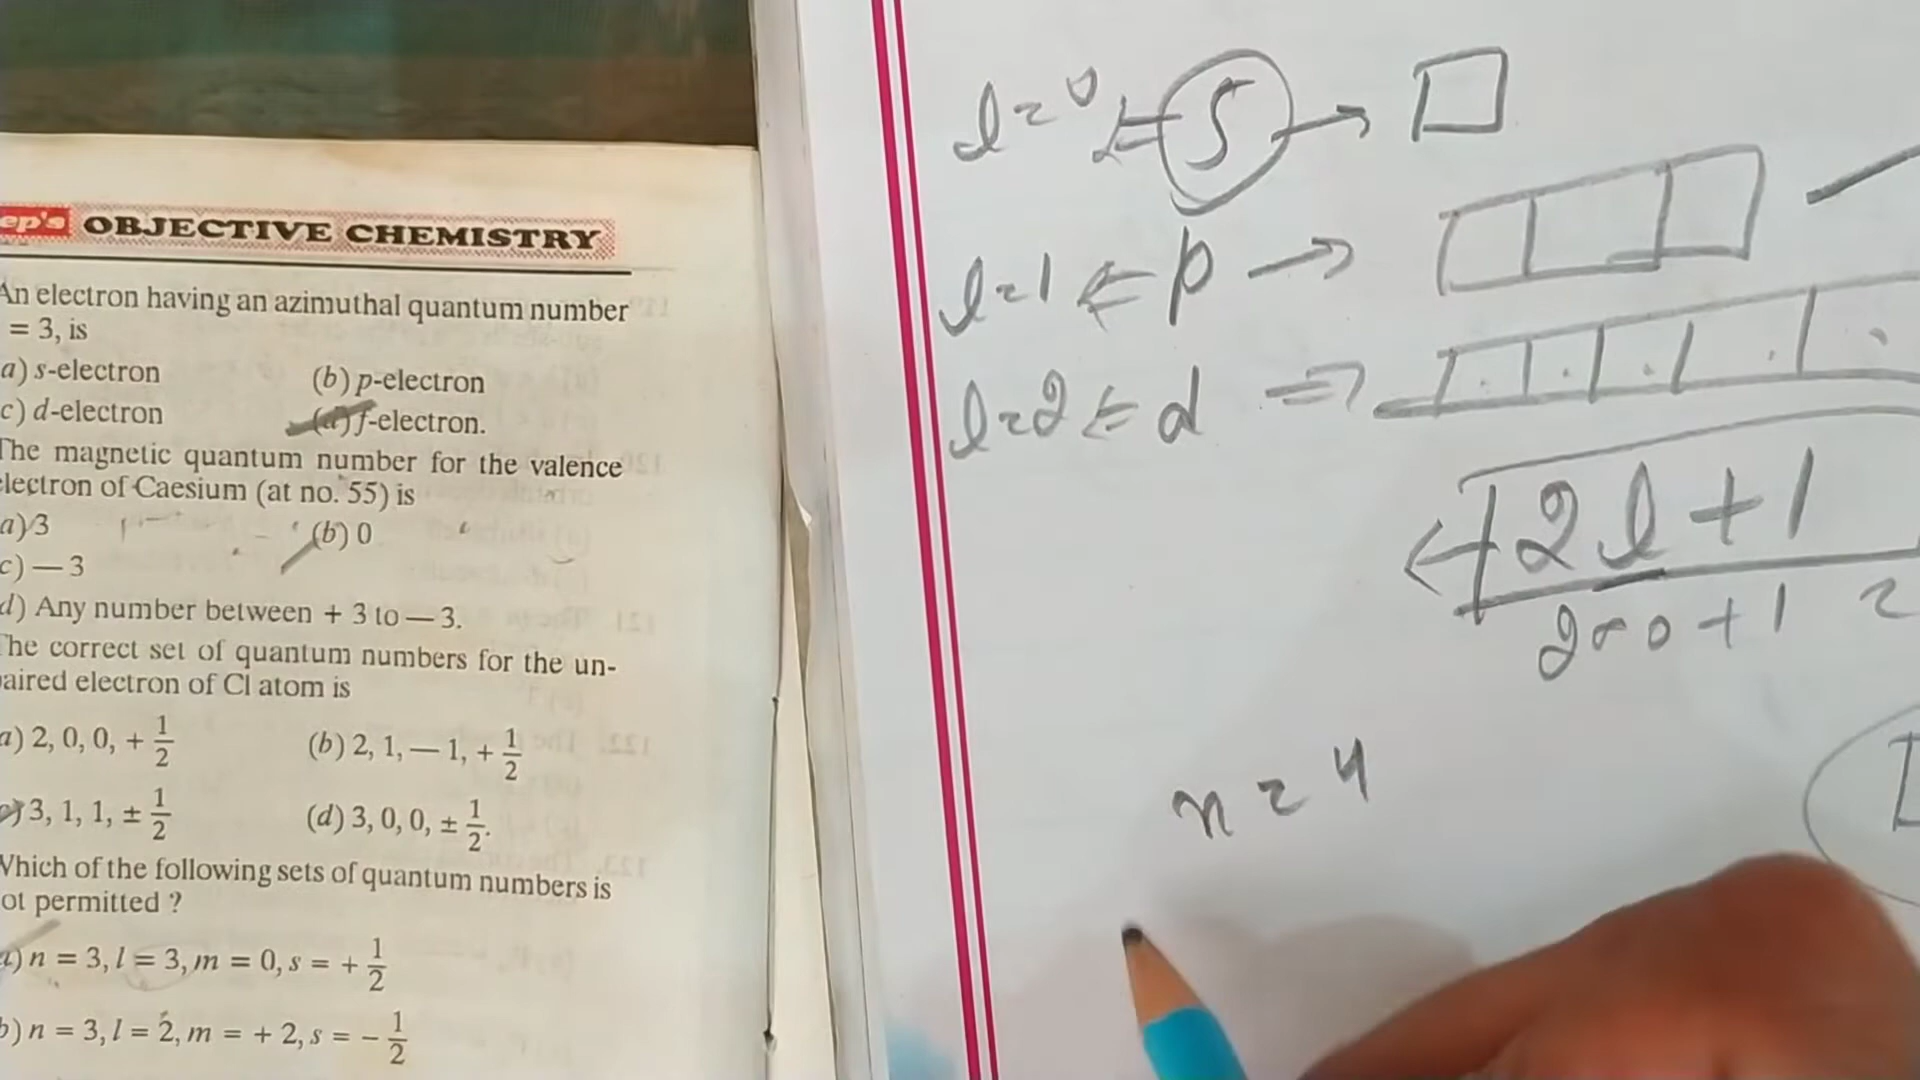 ep's OBJECTIVE CHEMISTRY
An electron having an azimuthal quantum number
= 3, is
a) s-electron (b) p-electron
c) d-electron (d) f-electron.
The magnetic quantum number for the valence
electron of Caesium (at no. 55) is
a) 3 (b) 0
c) — 3
d) Any number between + 3 to — 3.
The correct set of quantum numbers for the un-
paired electron of Cl atom is
a) 2, 0, 0, + 1/2 (b) 2, 1, — 1, + 1/2
c) 3, 1, 1, ± 1/2 (d) 3, 0, 0, ± 1/2.
Which of the following sets of quantum numbers is
ot permitted ?
a) n = 3, l = 3, m = 0, s = + 1/2
b) n = 3, l = 2, m = + 2, s = - 1/2
l = 0 ⇐ S → □
l = 1 ⇐ p →
l = 2 ⇐ d ⇒
← 2l + 1
2×0 + 1 =
n = 4